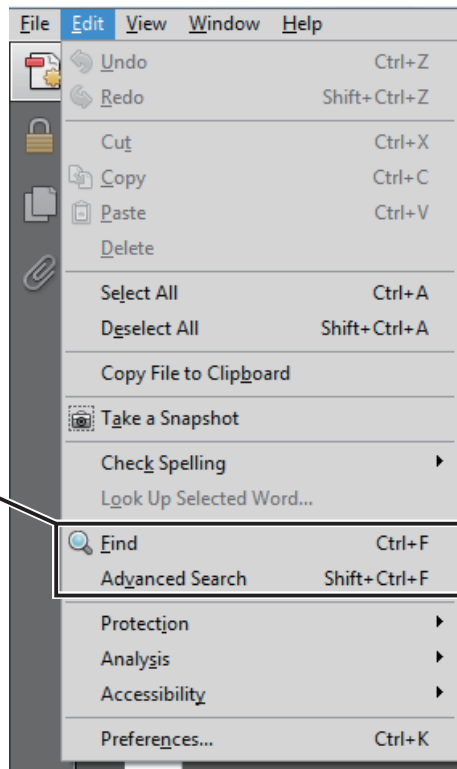 File Edit View Window Help
Undo Ctrl+Z
Redo Shift+Ctrl+Z
Cut Ctrl+X
Copy Ctrl+C
Paste Ctrl+V
Delete
Select All Ctrl+A
Deselect All Shift+Ctrl+A
Copy File to Clipboard
Take a Snapshot
Check Spelling
Look Up Selected Word...
Find Ctrl+F
Advanced Search Shift+Ctrl+F
Protection
Analysis
Accessibility
Preferences... Ctrl+K